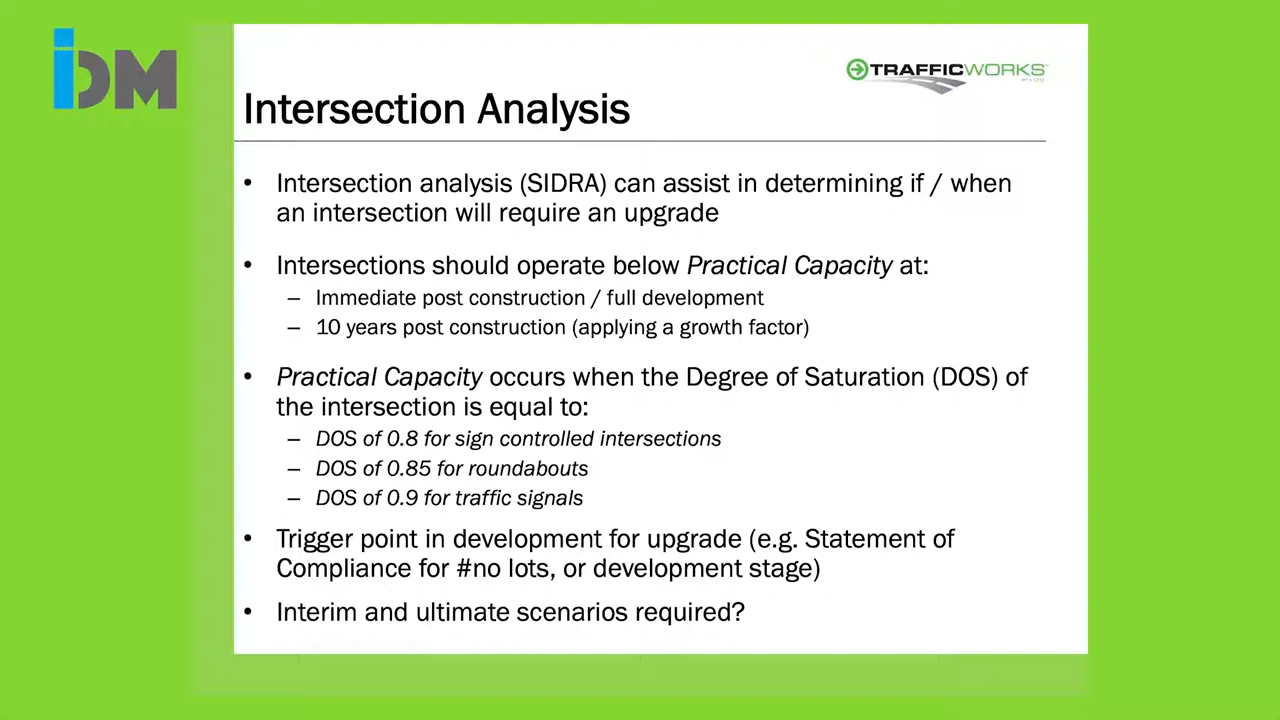 iDM
TRAFFICWORKS
Intersection Analysis
• Intersection analysis (SIDRA) can assist in determining if / when
an intersection will require an upgrade
• Intersections should operate below Practical Capacity at:
– Immediate post construction / full development
– 10 years post construction (applying a growth factor)
• Practical Capacity occurs when the Degree of Saturation (DOS) of
the intersection is equal to:
– DOS of 0.8 for sign controlled intersections
– DOS of 0.85 for roundabouts
– DOS of 0.9 for traffic signals
• Trigger point in development for upgrade (e.g. Statement of
Compliance for #no lots, or development stage)
• Interim and ultimate scenarios required?